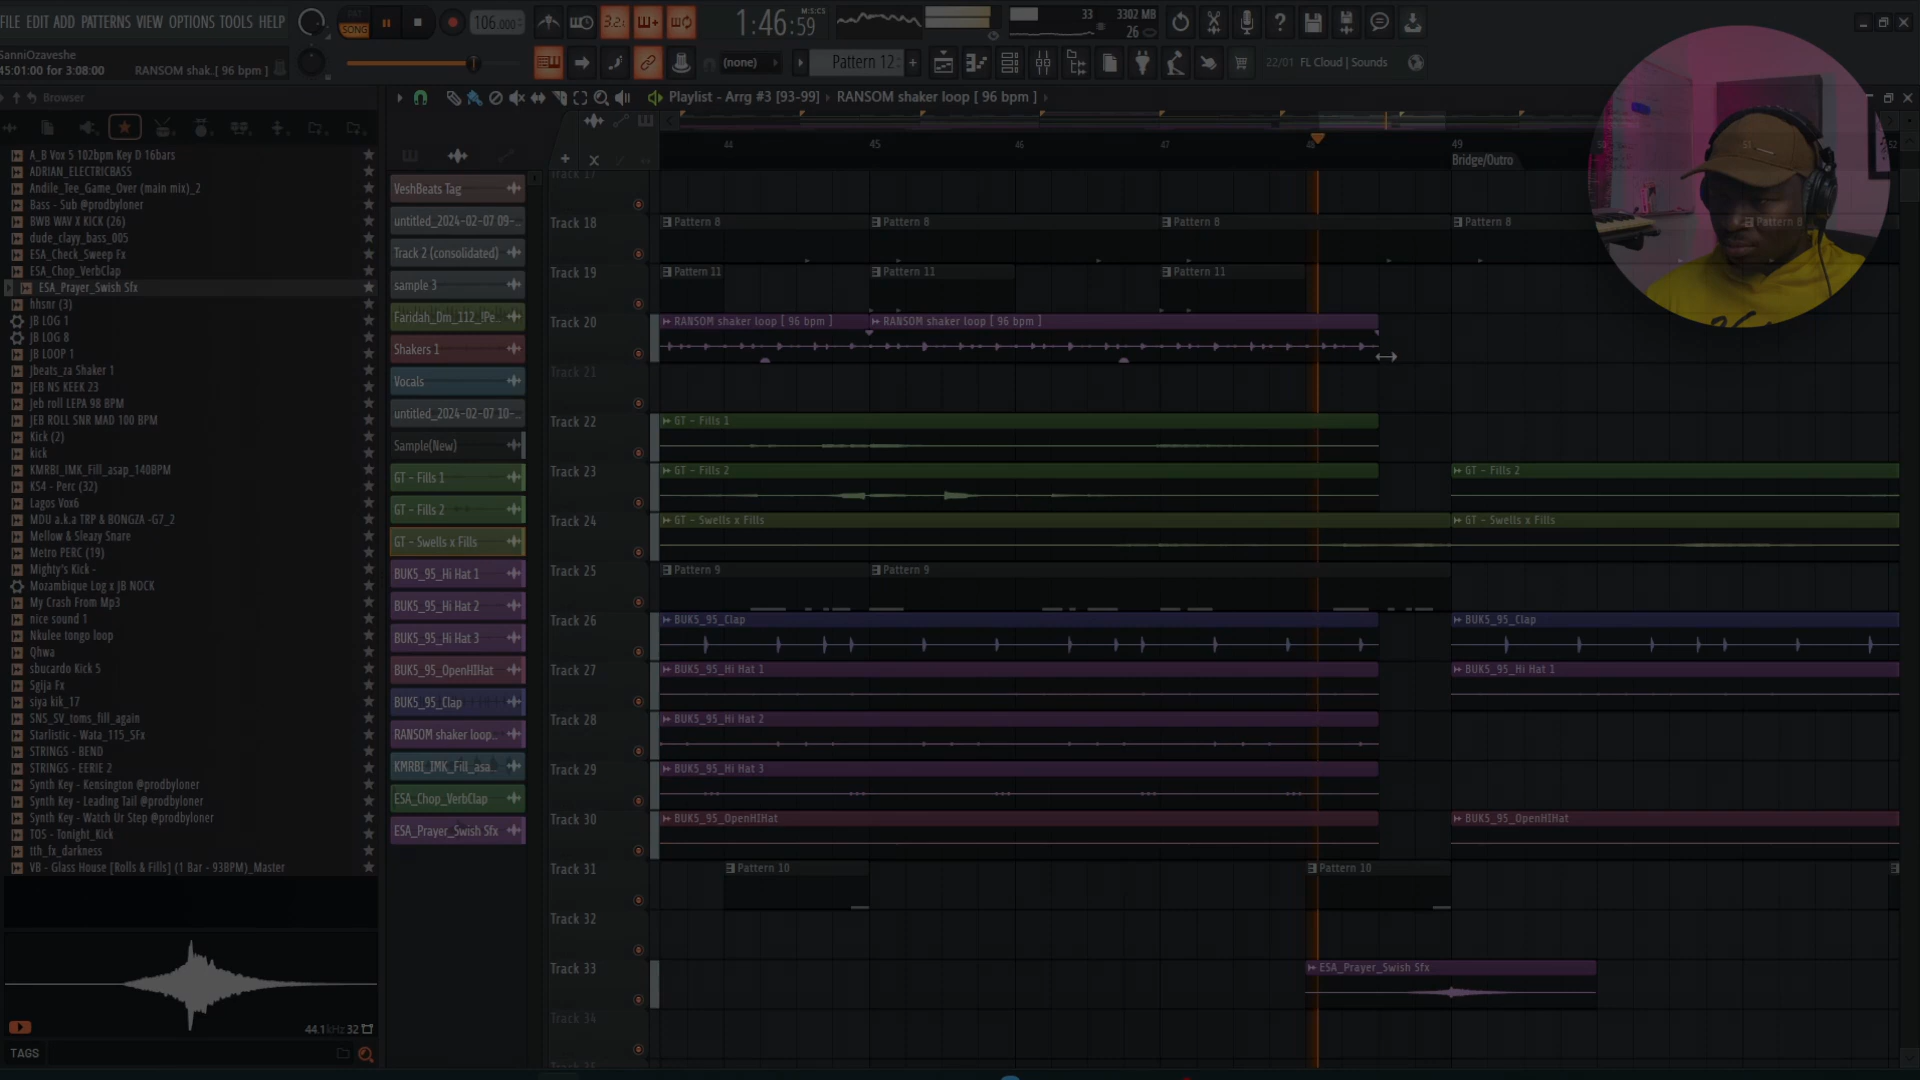 FILE EDIT ADD PATTERNS VIEW OPTIONS TOOLS HELP
SONG
106.000
3.2
1:46:59
M:S:CS
33
3302 MB
26
SanniOzaveshe
45:01:00 for 3:08:00
RANSOM shak. [ 96 bpm ]
(none)
Pattern 12
22/01 FL Cloud | Sounds
Browser
Playlist - Arrg #3 [93-99]
RANSOM shaker loop [ 96 bpm ]
A_B Vox 5 102bpm Key D 16bars
ADRIAN_ELECTRICBASS
Andile_Tee_Game_Over (main mix)_2
Bass - Sub @prodbyloner
BWB WAV X KICK (26)
dude_clayy_bass_005
ESA_Check_Sweep Fx
ESA_Chop_VerbClap
ESA_Prayer_Swish Sfx
hhsnr (3)
JB LOG 1
JB LOG 8
JB LOOP 1
Jbeats_za Shaker 1
JEB NS KEEK 23
Jeb roll LEPA 98 BPM
JEB ROLL SNR MAD 100 BPM
Kick (2)
kick
KMRBI_IMK_Fill_asap_140BPM
KS4 - Perc (32)
Lagos Vox6
MDU a.k.a TRP & BONGZA -G7_2
Mellow & Sleazy Snare
Metro PERC (19)
Mighty's Kick -
Mozambique Log x JB NOCK
My Crash From Mp3
nice sound 1
Nkulee tongo loop
Qhwa
sbucardo Kick 5
Sgija Fx
siya kik_17
SNS_SV_toms_fill_again
Starlistic - Wata_115_SFx
STRINGS - BEND
STRINGS - EERIE 2
Synth Key - Kensington @prodbyloner
Synth Key - Leading Tail @prodbyloner
Synth Key - Watch Ur Step @prodbyloner
TOS - Tonight_Kick
tth_fx_darkness
VB - Glass House [Rolls & Fills] (1 Bar - 93BPM)_Master
44.1kHz 32
TAGS
VeshBeats Tag
untitled_2024-02-07 09-..
Track 2 (consolidated)
sample 3
Faridah_Dm_112_!Pe..
Shakers 1
Vocals
untitled_2024-02-07 10-..
Sample(New)
GT - Fills 1
GT - Fills 2
GT - Swells x Fills
BUK5_95_Hi Hat 1
BUK5_95_Hi Hat 2
BUK5_95_Hi Hat 3
BUK5_95_OpenHIHat
BUK5_95_Clap
RANSOM shaker loop..
KMRBI_IMK_Fill_asa..
ESA_Chop_VerbClap
ESA_Prayer_Swish Sfx
44 45 46 47 48 49 50 51 52
Bridge/Outro
Track 17
Track 18
Pattern 8 Pattern 8 Pattern 8 Pattern 8 Pattern 8
Track 19
Pattern 11 Pattern 11 Pattern 11
Track 20
RANSOM shaker loop [ 96 bpm ] RANSOM shaker loop [ 96 bpm ]
Track 21
Track 22
GT - Fills 1
Track 23
GT - Fills 2 GT - Fills 2
Track 24
GT - Swells x Fills GT - Swells x Fills
Track 25
Pattern 9 Pattern 9
Track 26
BUK5_95_Clap BUK5_95_Clap
Track 27
BUK5_95_Hi Hat 1 BUK5_95_Hi Hat 1
Track 28
BUK5_95_Hi Hat 2
Track 29
BUK5_95_Hi Hat 3
Track 30
BUK5_95_OpenHIHat BUK5_95_OpenHIHat
Track 31
Pattern 10 Pattern 10
Track 32
Track 33
ESA_Prayer_Swish Sfx
Track 34